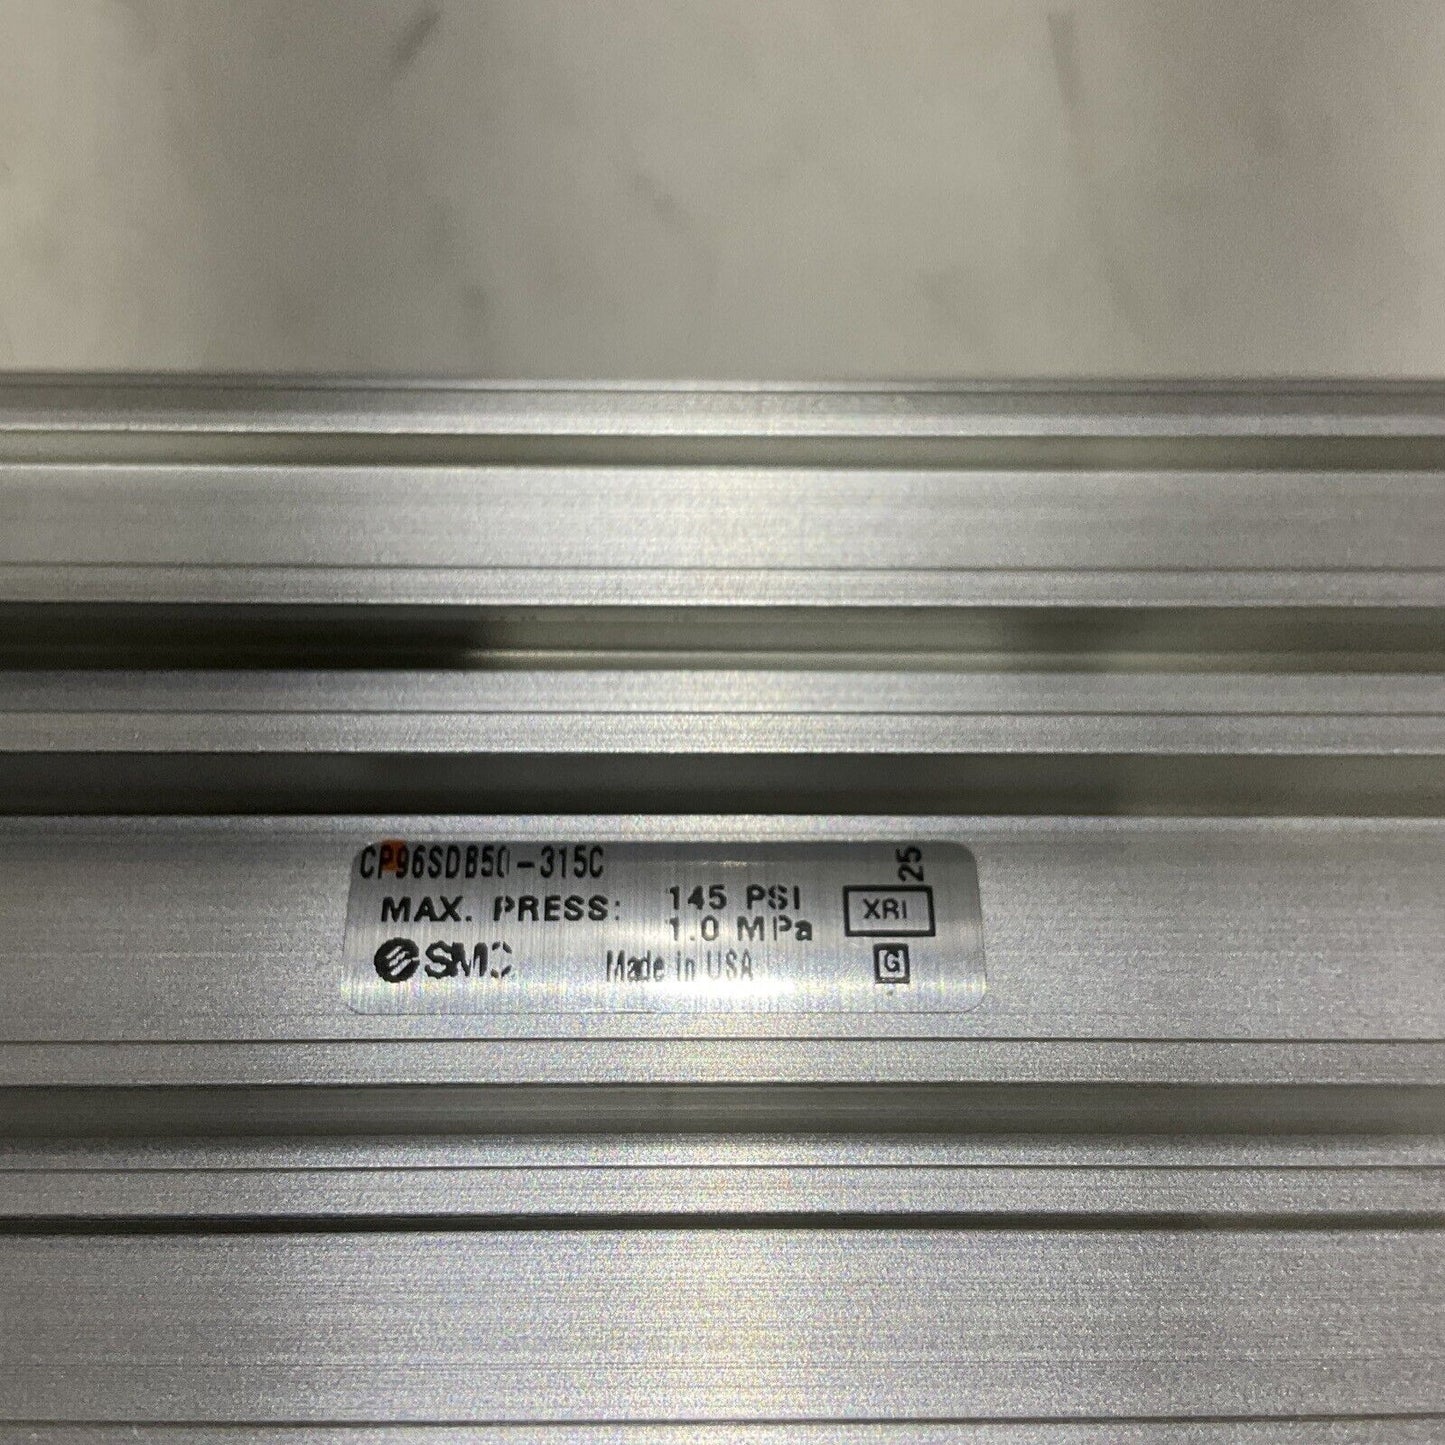 CP96SDB50-315C
MAX. PRESS: 145 PSI
1.0 MPa
SMC Made in USA
25
XRI
G